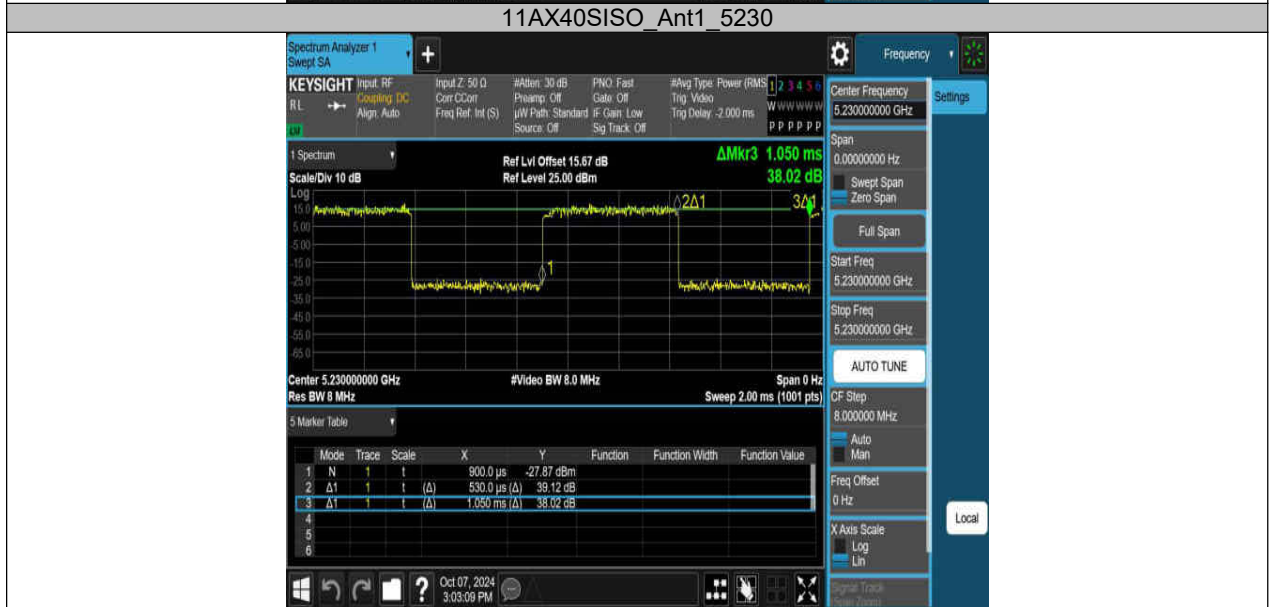 11AX40SISO_Ant1_5230
Spectrum Analyzer 1
Swept SA
Frequency
KEYSIGHT
RL
LXI
Input: RF
Coupling: DC
Align: Auto
Input Z: 50 Ω
Corr CCorr
Freq Ref: Int (S)
#Atten: 30 dB
Preamp: Off
µW Path: Standard
Source: Off
PNO: Fast
Gate: Off
IF Gain: Low
Sig Track: Off
#Avg Type: Power (RMS
Trig: Video
Trig Delay: -2.000 ms
1 2 3 4 5 6
W W W W W W
P P P P P P
Center Frequency
5.230000000 GHz
Settings
Span
0.00000000 Hz
Swept Span
Zero Span
Full Span
Start Freq
5.230000000 GHz
Stop Freq
5.230000000 GHz
AUTO TUNE
CF Step
8.000000 MHz
Auto
Man
Freq Offset
0 Hz
X Axis Scale
Log
Lin
Signal Track
(Span Zoom)
Local
1 Spectrum
Scale/Div 10 dB
Log
Ref Lvl Offset 15.67 dB
Ref Level 25.00 dBm
ΔMkr3 1.050 ms
38.02 dB
15.0
5.00
-5.00
-15.0
-25.0
-35.0
-45.0
-55.0
-65.0
1
2Δ1
3Δ1
Center 5.230000000 GHz
Res BW 8 MHz
#Video BW 8.0 MHz
Span 0 Hz
Sweep 2.00 ms (1001 pts)
5 Marker Table
Mode Trace Scale X Y Function Function Width Function Value
1 N 1 t 900.0 µs -27.87 dBm
2 Δ1 1 t (Δ) 530.0 µs (Δ) 39.12 dB
3 Δ1 1 t (Δ) 1.050 ms (Δ) 38.02 dB
4
5
6
?
Oct 07, 2024
3:03:09 PM